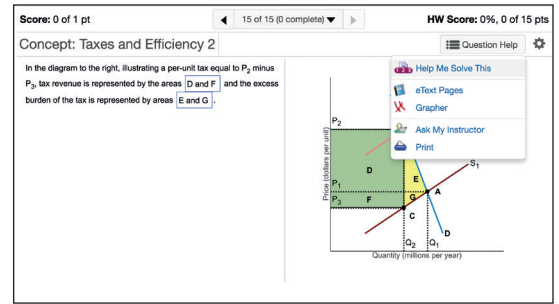 Score: 0 of 1 pt
15 of 15 (0 complete)
HW Score: 0%, 0 of 15 pts
Concept: Taxes and Efficiency 2
Question Help
In the diagram to the right, illustrating a per-unit tax equal to P2 minus
P3, tax revenue is represented by the areas D and F and the excess
burden of the tax is represented by areas E and G.
Help Me Solve This
eText Pages
Grapher
Ask My Instructor
Print
Price (dollars per unit)
P2
D
E
S1
P1
A
P3
F
G
C
D
Q2
Q1
Quantity (millions per year)